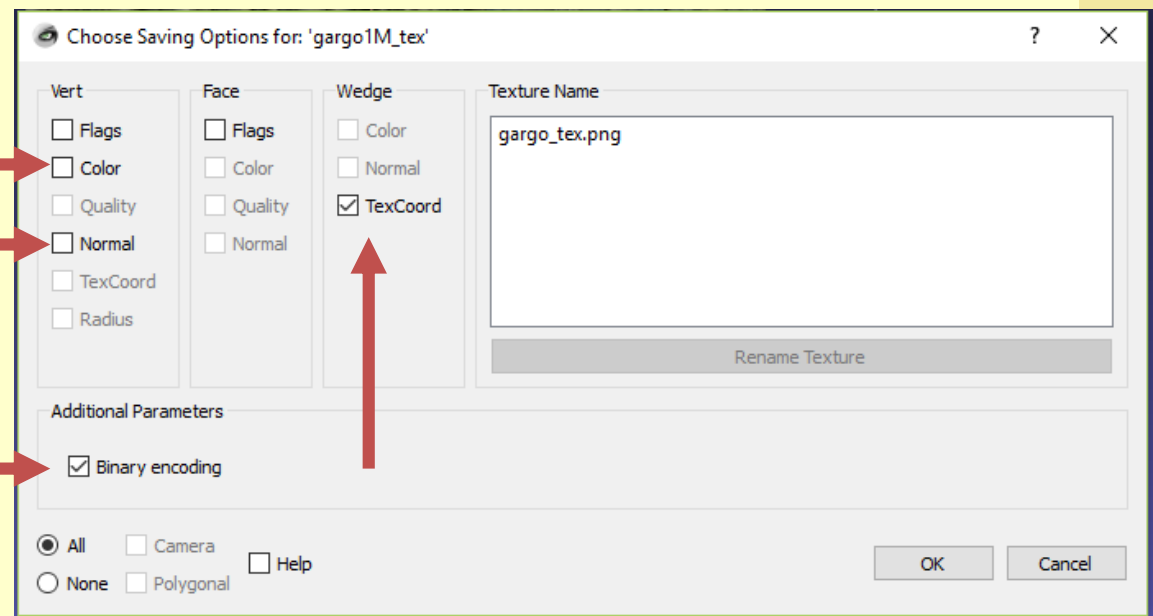 Choose Saving Options for: 'gargo1M_tex'
?
Vert
Flags
Color
Quality
Normal
TexCoord
Radius
Face
Flags
Color
Quality
Normal
Wedge
Color
Normal
TexCoord
Texture Name
gargo_tex.png
Rename Texture
Additional Parameters
Binary encoding
All
Camera
Help
None
Polygonal
OK
Cancel